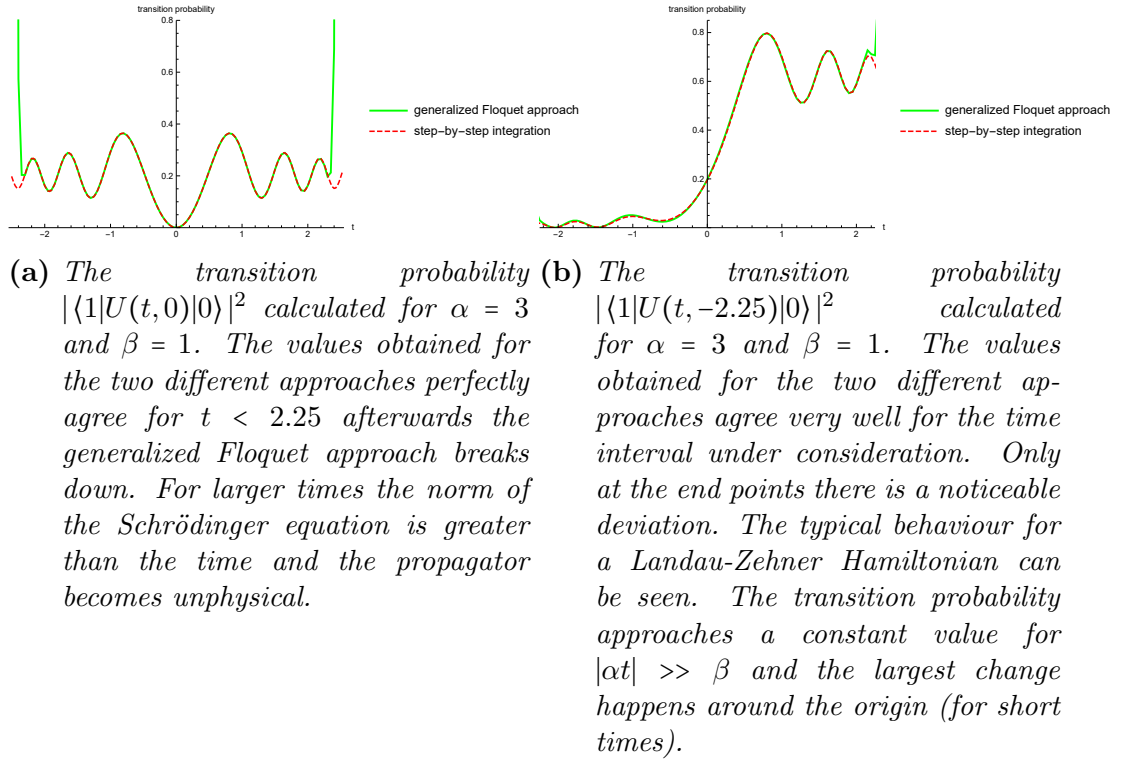 transition probability
0.8
0.6
0.4
0.2
−2
−1
0
1
2
t
generalized Floquet approach
step−by−step integration
transition probability
0.8
0.6
0.4
0.2
−2
−1
0
1
2
t
generalized Floquet approach
step−by−step integration
(a) The transition probability
|⟨1|U(t,0)|0⟩|² calculated for α = 3
and β = 1. The values obtained for
the two different approaches perfectly
agree for t < 2.25 afterwards the
generalized Floquet approach breaks
down. For larger times the norm of
the Schrödinger equation is greater
than the time and the propagator
becomes unphysical.
(b) The transition probability
|⟨1|U(t,−2.25)|0⟩|² calculated
for α = 3 and β = 1. The values
obtained for the two different ap-
proaches agree very well for the time
interval under consideration. Only
at the end points there is a noticeable
deviation. The typical behaviour for
a Landau-Zehner Hamiltonian can
be seen. The transition probability
approaches a constant value for
|αt| >> β and the largest change
happens around the origin (for short
times).